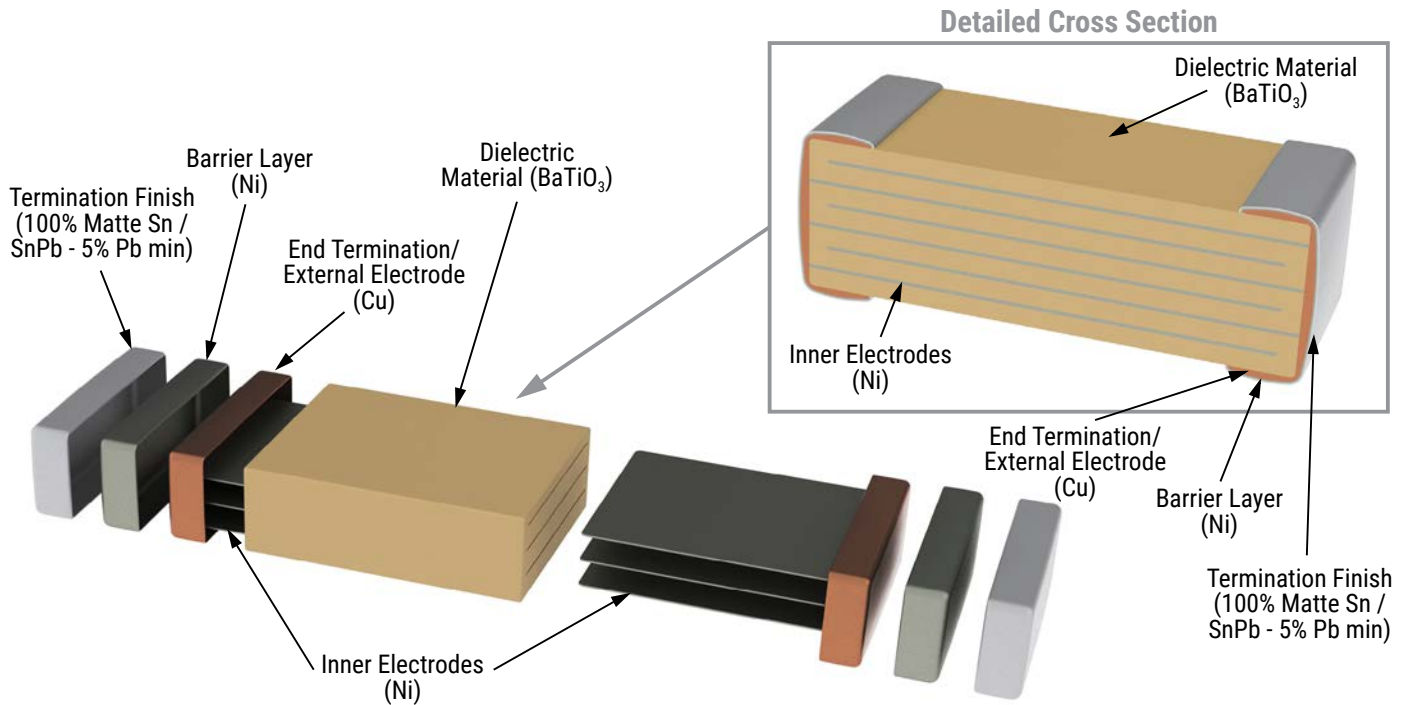 Detailed Cross Section
Dielectric Material
(BaTiO₃)
Barrier Layer
(Ni)
Dielectric
Material (BaTiO₃)
Termination Finish
(100% Matte Sn /
SnPb - 5% Pb min)
End Termination/
External Electrode
(Cu)
Inner Electrodes
(Ni)
End Termination/
External Electrode
(Cu)
Barrier Layer
(Ni)
Termination Finish
(100% Matte Sn /
SnPb - 5% Pb min)
Inner Electrodes
(Ni)